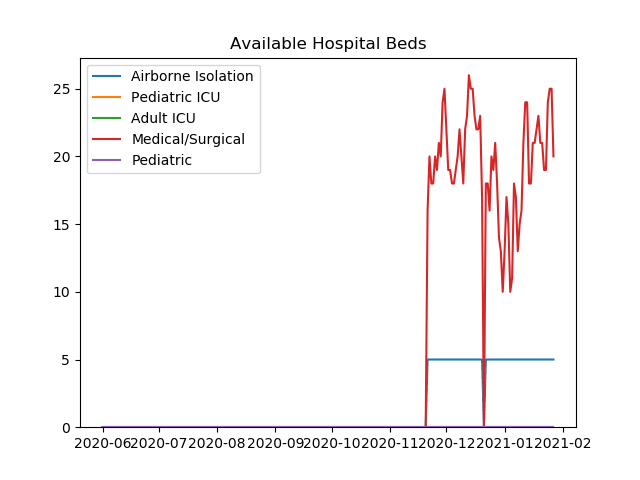 Available Hospital Beds
Airborne Isolation
Pediatric ICU
Adult ICU
Medical/Surgical
Pediatric
25
20
15
10
5
0
2020-06 2020-07 2020-08 2020-09 2020-10 2020-11 2020-12 2021-01 2021-02